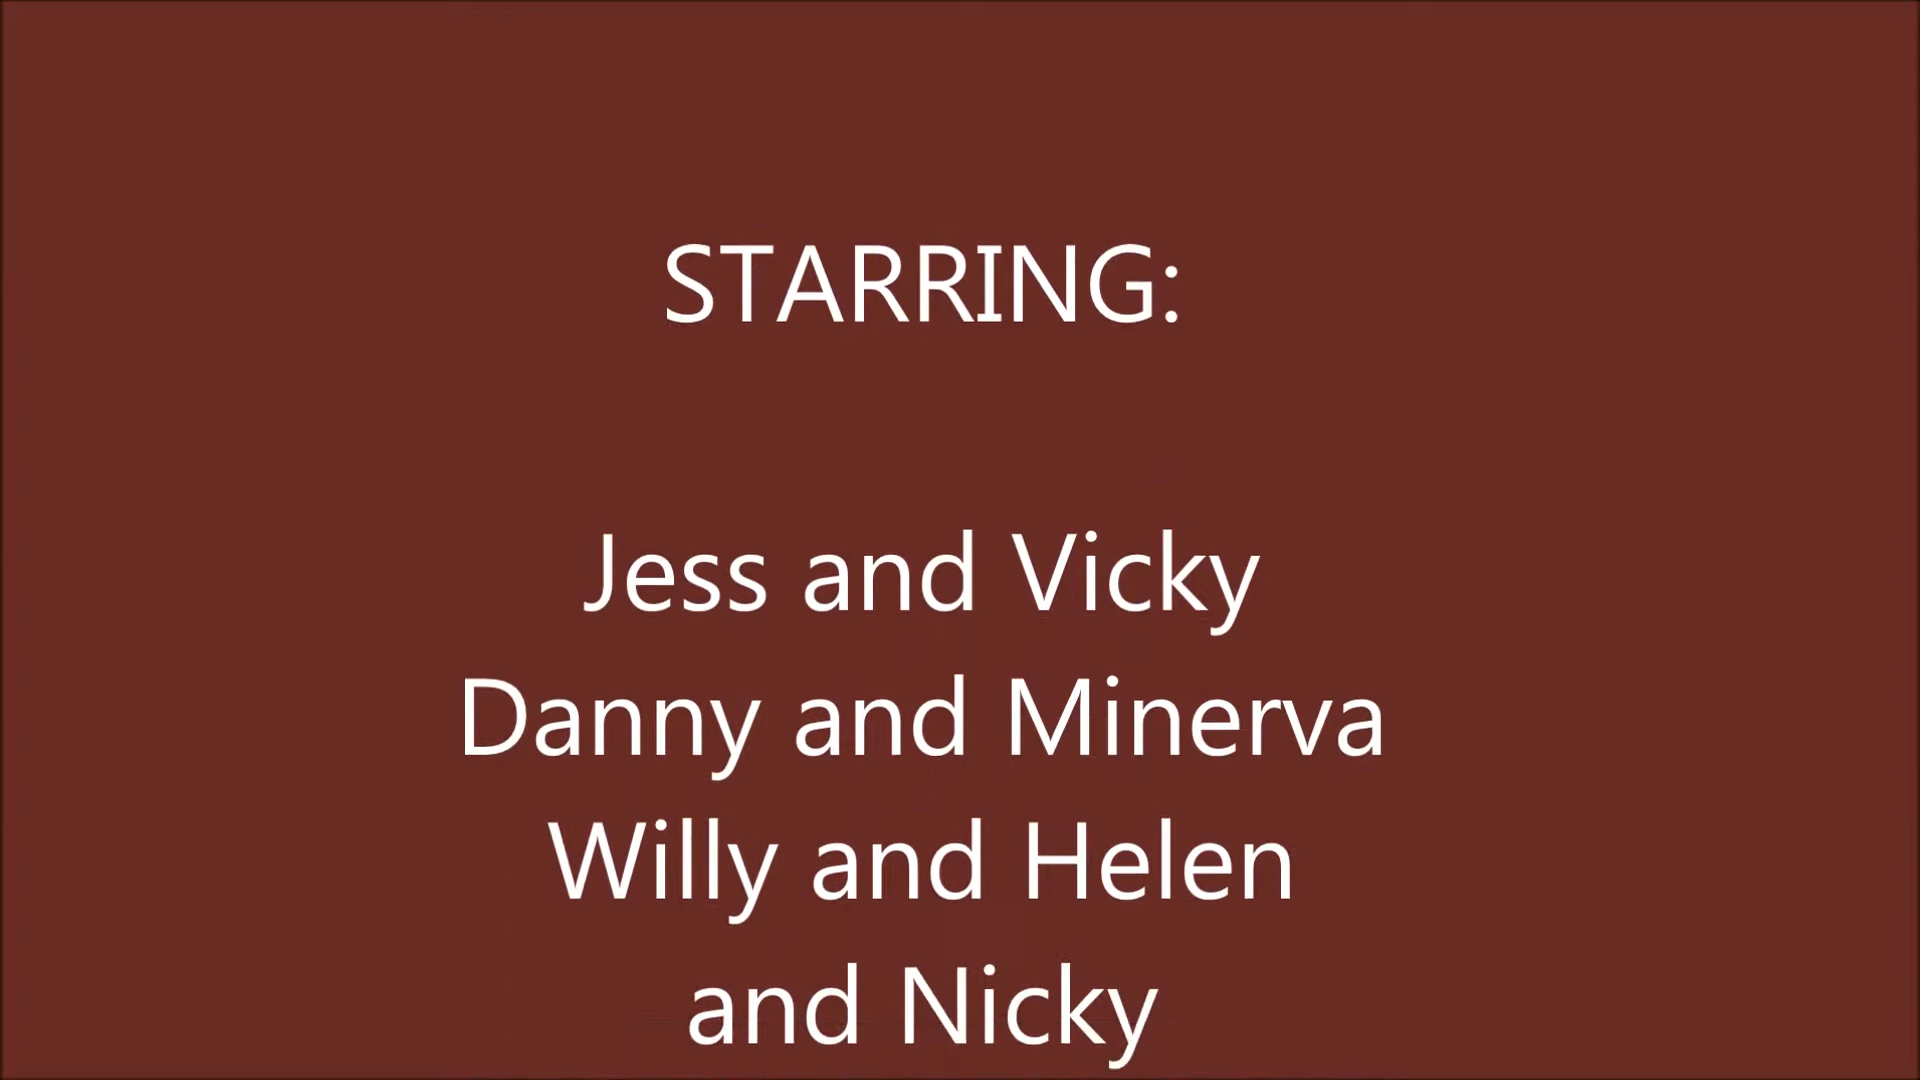 STARRING:
Jess and Vicky
Danny and Minerva
Willy and Helen
and Nicky